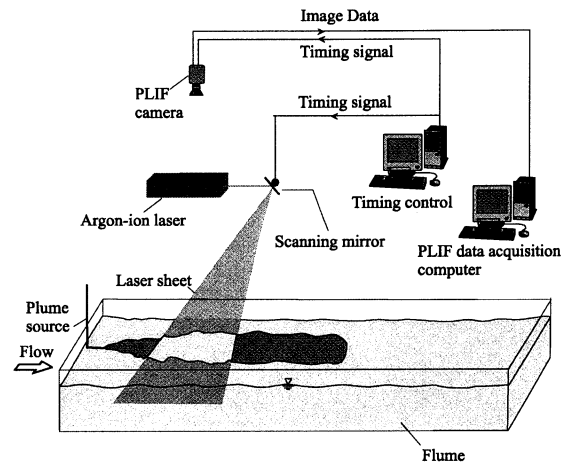 Image Data
Timing signal
PLIF
camera
Timing signal
Argon-ion laser
Scanning mirror
Timing control
PLIF data acquisition
computer
Laser sheet
Plume
source
Flow
Flume